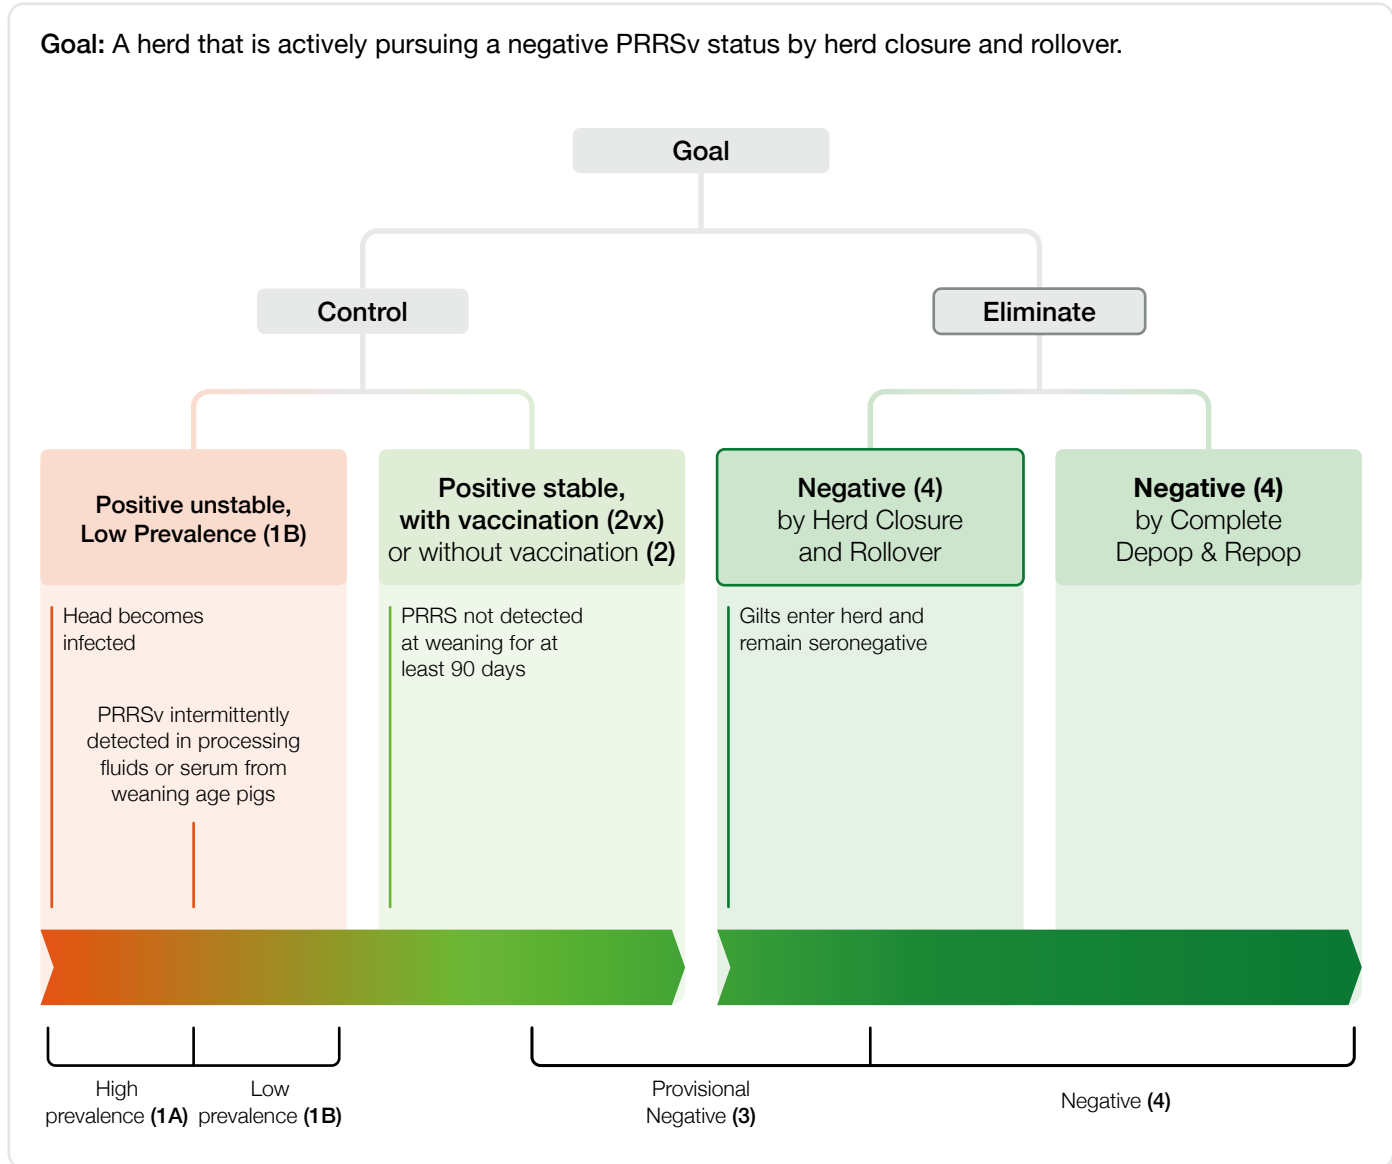 Goal: A herd that is actively pursuing a negative PRRSv status by herd closure and rollover.
Goal
Control
Eliminate
Positive unstable,
Low Prevalence (1B)
Positive stable,
with vaccination (2vx)
or without vaccination (2)
Negative (4)
by Herd Closure
and Rollover
Negative (4)
by Complete
Depop & Repop
Head becomes
infected
PRRSv intermittently
detected in processing
fluids or serum from
weaning age pigs
PRRS not detected
at weaning for at
least 90 days
Gilts enter herd and
remain seronegative
High
prevalence (1A)
Low
prevalence (1B)
Provisional
Negative (3)
Negative (4)